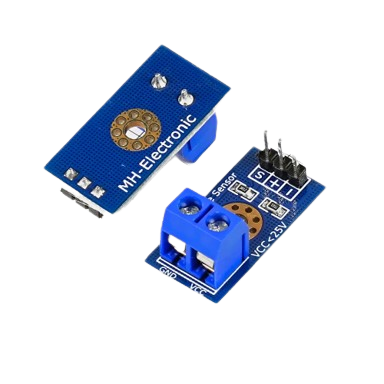 MH-Electronic
S + -
Sensor
VCC<25V
GND VCC